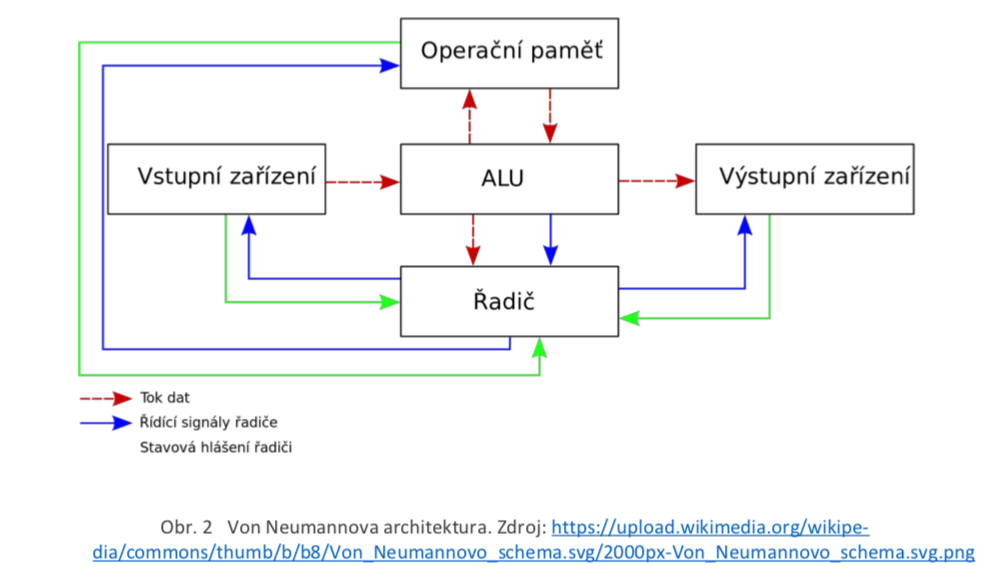 Operační paměť
Vstupní zařízení
ALU
Výstupní zařízení
Řadič
Tok dat
Řídící signály řadiče
Stavová hlášení řadiči
Obr. 2 Von Neumannova architektura. Zdroj: https://upload.wikimedia.org/wikipe-
dia/commons/thumb/b/b8/Von_Neumannovo_schema.svg/2000px-Von_Neumannovo_schema.svg.png